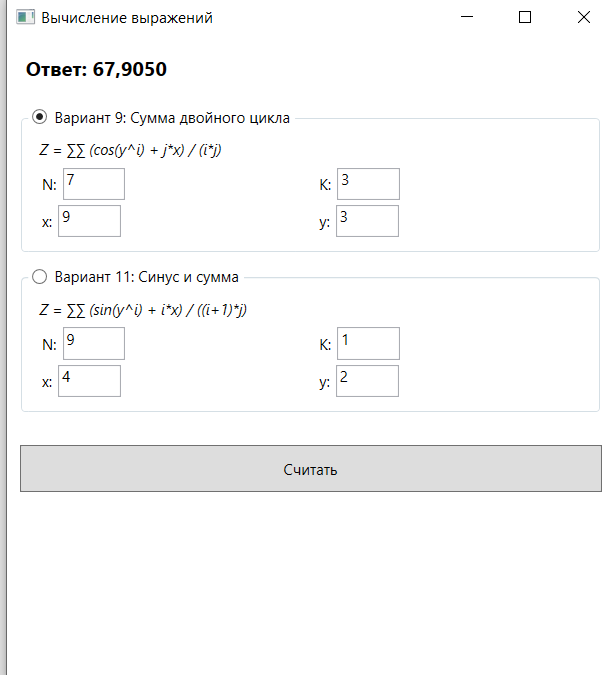 Вычисление выражений
Ответ: 67,9050
Вариант 9: Сумма двойного цикла
Z = ∑∑ (cos(y^i) + j*x) / (i*j)
N: 7 K: 3
x: 9 y: 3
Вариант 11: Синус и сумма
Z = ∑∑ (sin(y^i) + i*x) / ((i+1)*j)
N: 9 K: 1
x: 4 y: 2
Считать